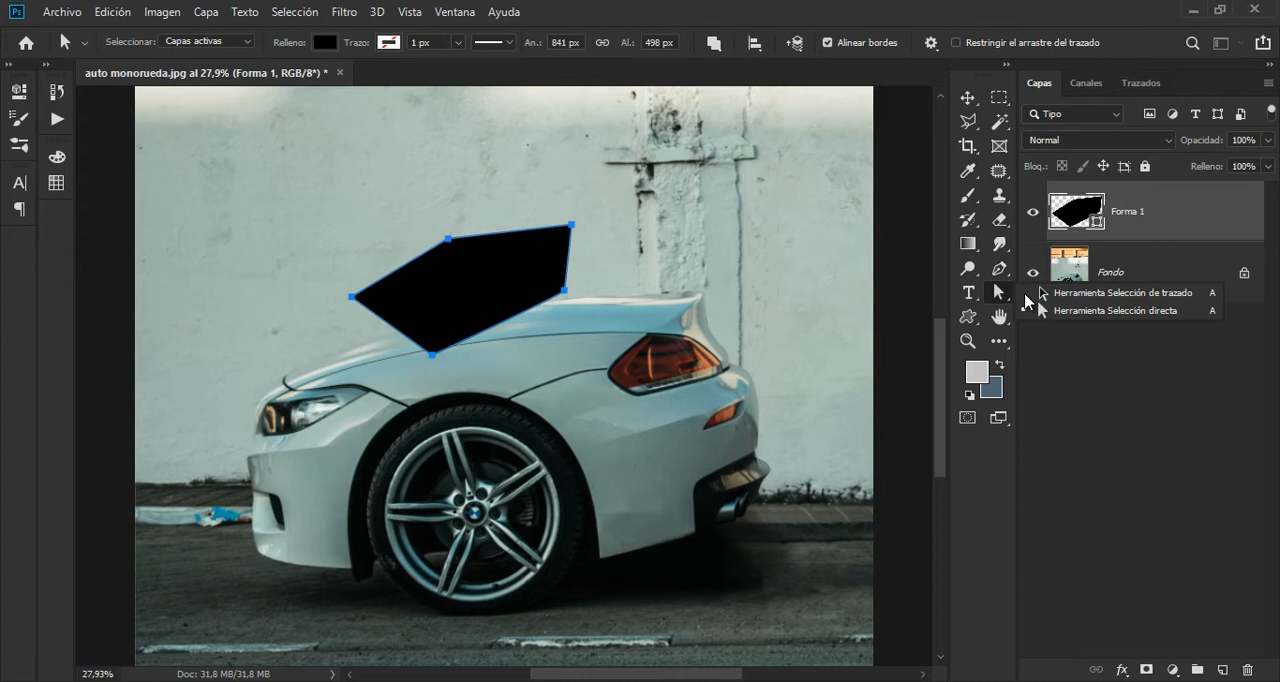 Ps Archivo Edición Imagen Capa Texto Selección Filtro 3D Vista Ventana Ayuda
Seleccionar: Capas activas Relleno: Trazo: 1 px An.: 841 px Al.: 498 px Alinear bordes Restringir el arrastre del trazado
auto monorueda.jpg al 27,9% (Forma 1, RGB/8*) *
Capas Canales Trazados
Tipo
Normal Opacidad: 100%
Bloq.: Relleno: 100%
Forma 1
Fondo
Herramienta Selección de trazado A
Herramienta Selección directa A
27,93% Doc: 31,8 MB/31,8 MB